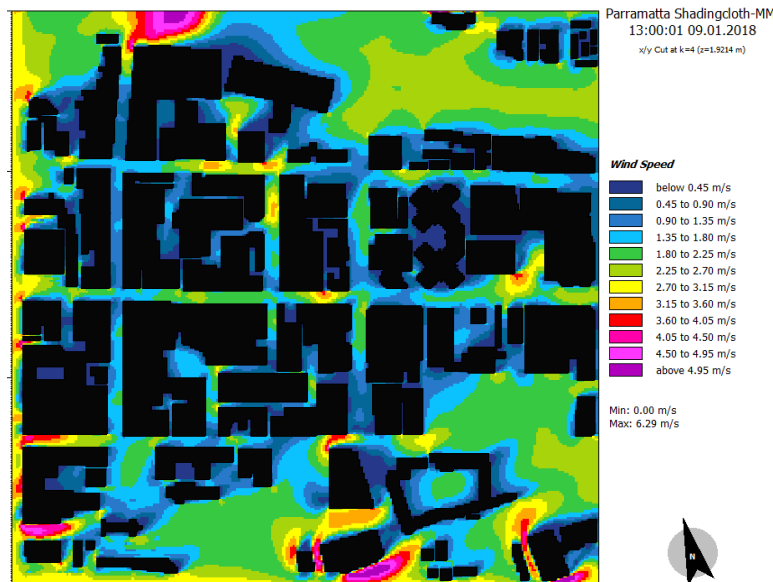 Parramatta Shadingcloth-MM
13:00:01 09.01.2018
x/y Cut at k=4 (z=1.9214 m)
Wind Speed
below 0.45 m/s
0.45 to 0.90 m/s
0.90 to 1.35 m/s
1.35 to 1.80 m/s
1.80 to 2.25 m/s
2.25 to 2.70 m/s
2.70 to 3.15 m/s
3.15 to 3.60 m/s
3.60 to 4.05 m/s
4.05 to 4.50 m/s
4.50 to 4.95 m/s
above 4.95 m/s
Min: 0.00 m/s
Max: 6.29 m/s
N